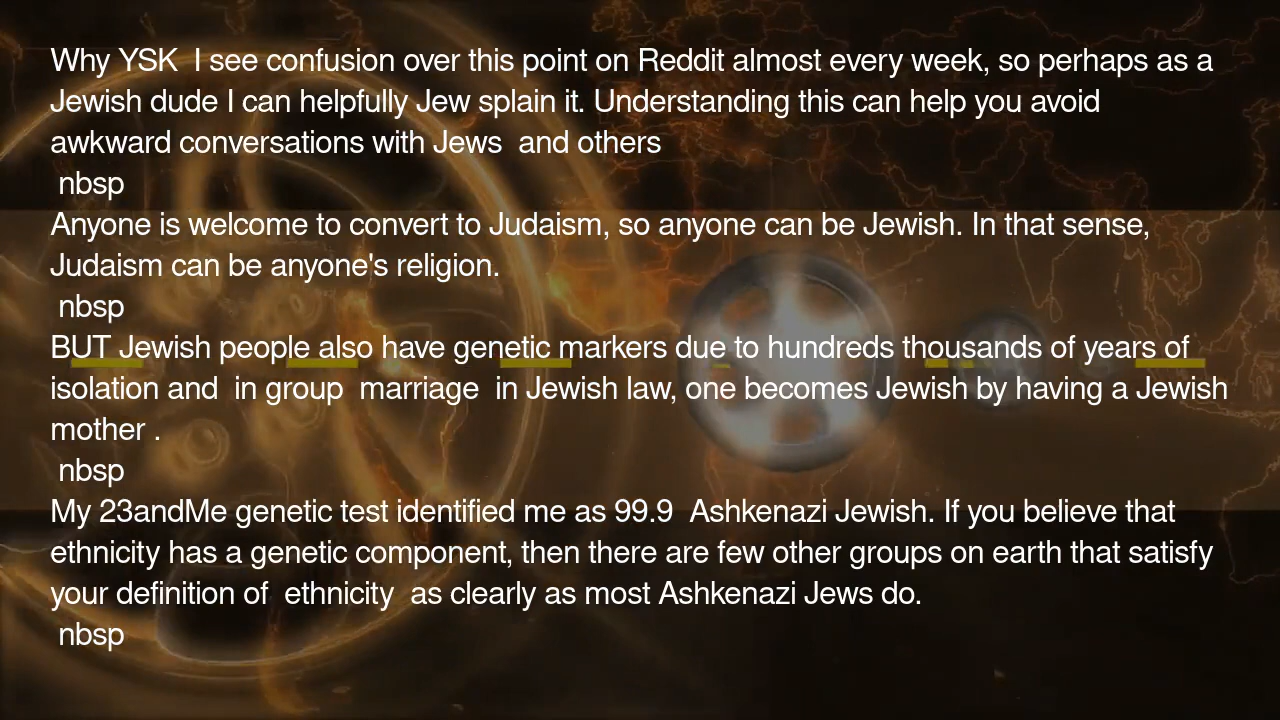 Why YSK  I see confusion over this point on Reddit almost every week, so perhaps as a
Jewish dude I can helpfully Jew splain it. Understanding this can help you avoid
awkward conversations with Jews  and others
nbsp
Anyone is welcome to convert to Judaism, so anyone can be Jewish. In that sense,
Judaism can be anyone's religion.
nbsp
BUT Jewish people also have genetic markers due to hundreds thousands of years of
isolation and  in group  marriage  in Jewish law, one becomes Jewish by having a Jewish
mother .
nbsp
My 23andMe genetic test identified me as 99.9  Ashkenazi Jewish. If you believe that
ethnicity has a genetic component, then there are few other groups on earth that satisfy
your definition of  ethnicity  as clearly as most Ashkenazi Jews do.
nbsp